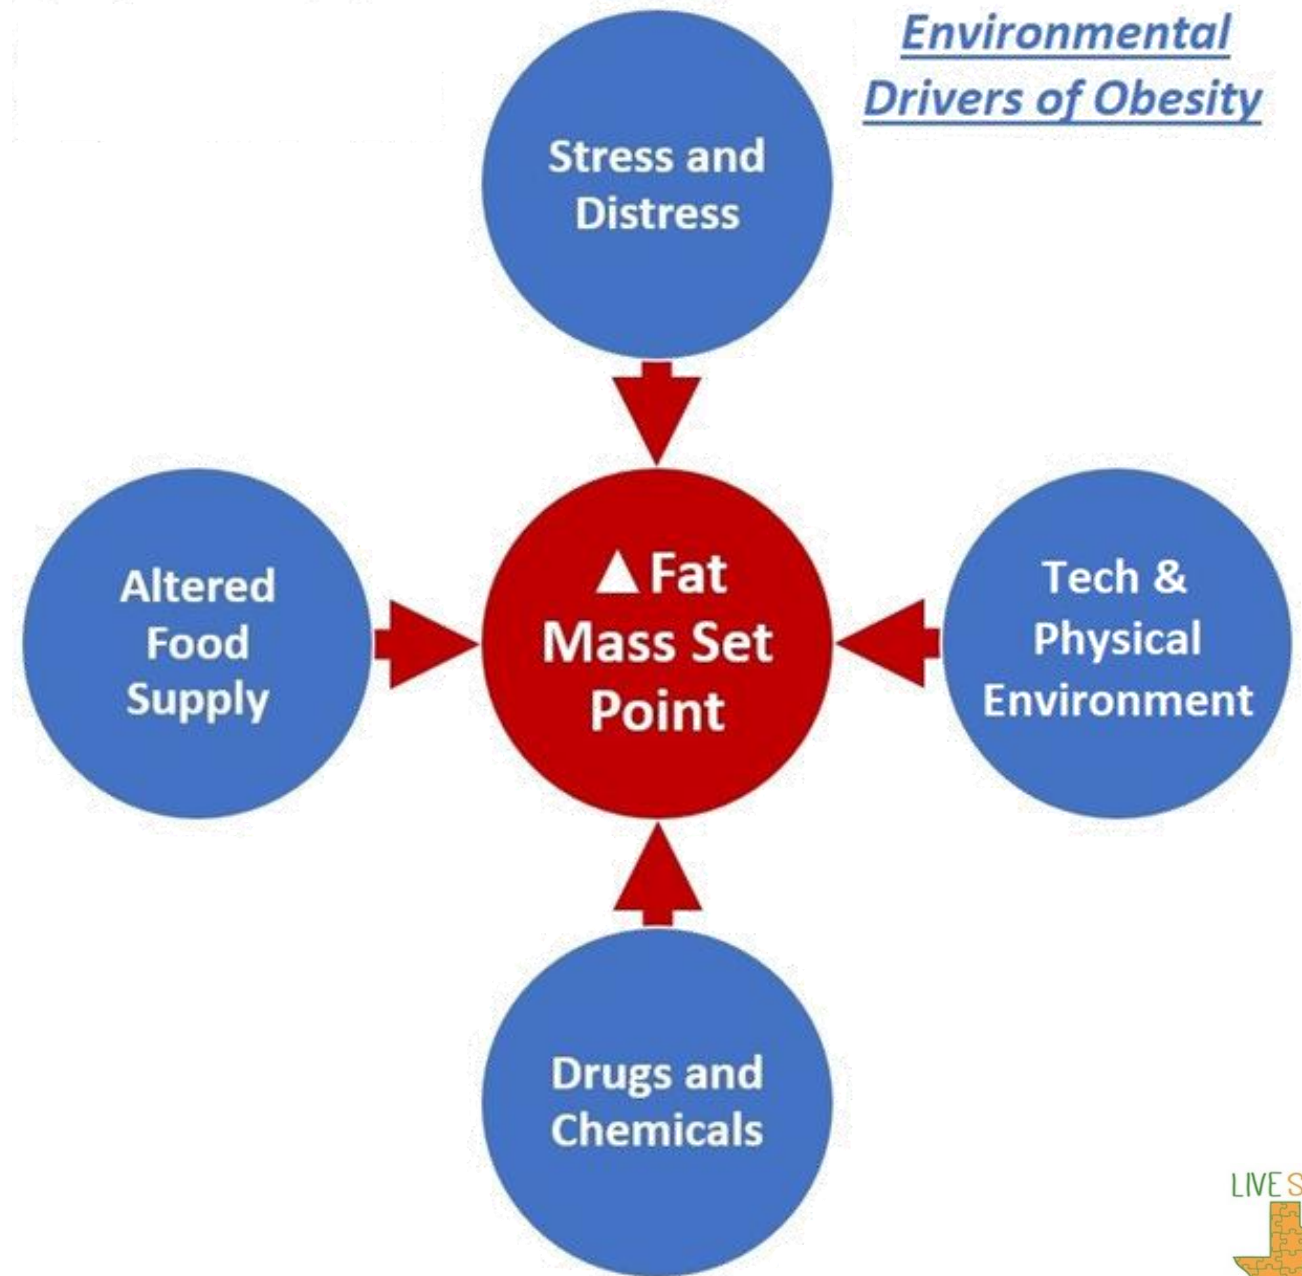 Environmental
Drivers of Obesity
Stress and
Distress
Altered
Food
Supply
▲ Fat
Mass Set
Point
Tech &
Physical
Environment
Drugs and
Chemicals
LIVE S